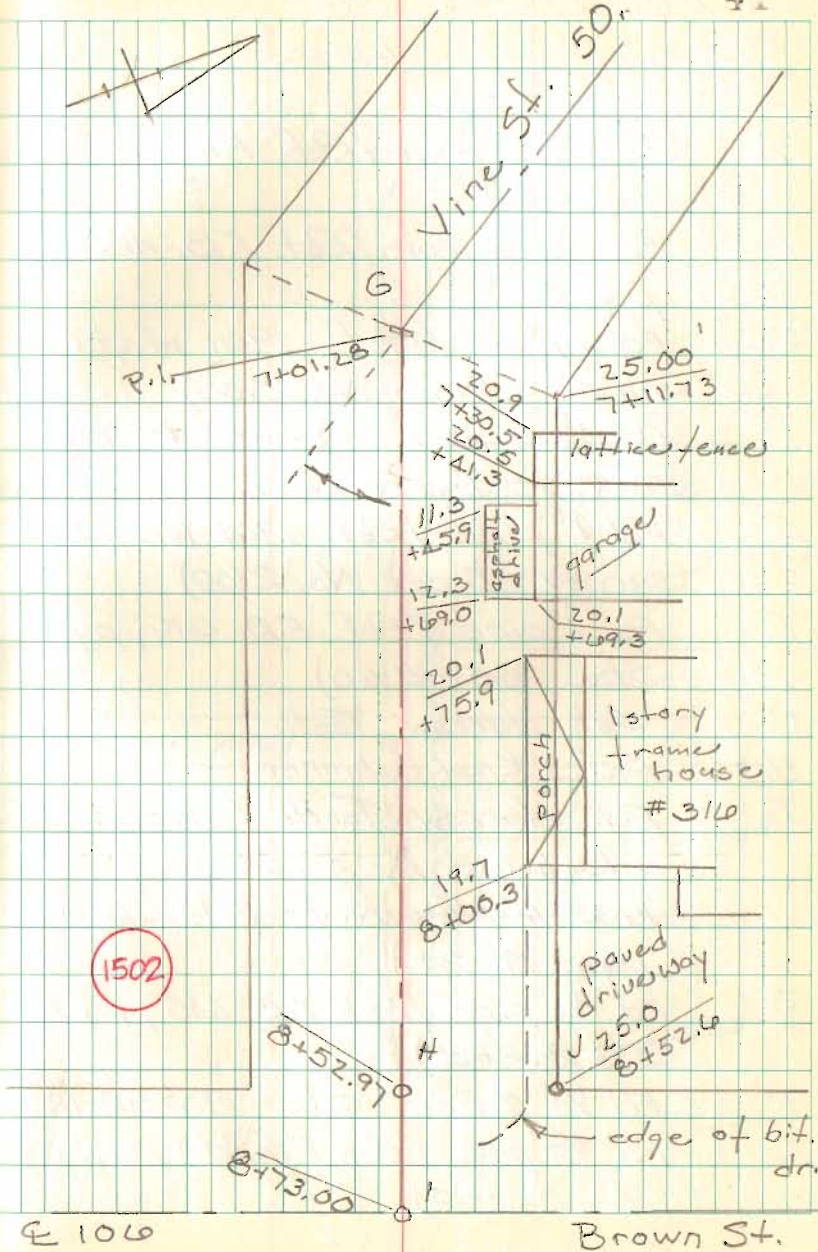 Vine St. 50'
G
P.I.
7+01.28
25.00'
7+11.73
20.9
7+30.5
20.5
+41.3
lattice fence
11.3
+45.9
asphalt drive
garage
12.3
+69.0
20.1
+69.3
20.1
+75.9
porch
1 story
frame
house
#316
19.7
8+00.3
1502
paved
driveway
J 25.0
8+52.6
8+52.97
H
edge of bit.
dr.
8+73.00
I
℄ 106
Brown St.